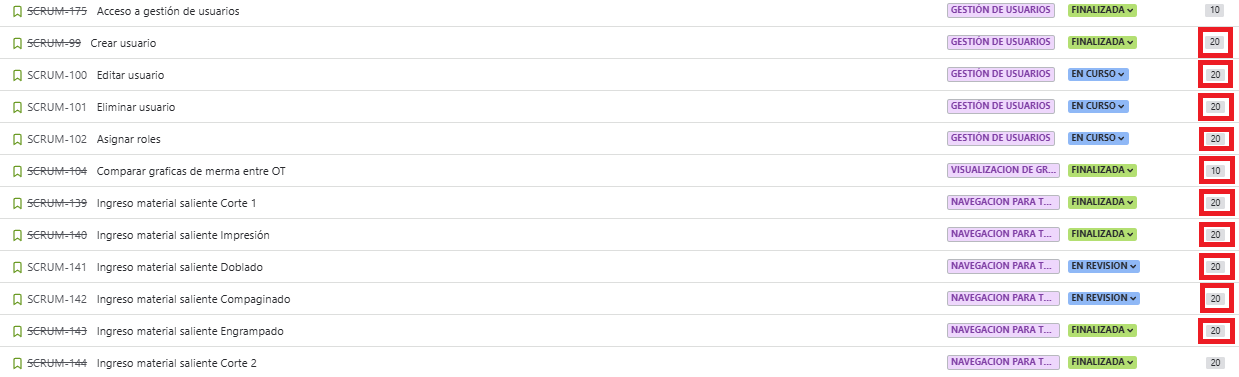 SCRUM-175 Acceso a gestión de usuarios GESTIÓN DE USUARIOS FINALIZADA 10
SCRUM-99 Crear usuario GESTIÓN DE USUARIOS FINALIZADA 20
SCRUM-100 Editar usuario GESTIÓN DE USUARIOS EN CURSO 20
SCRUM-101 Eliminar usuario GESTIÓN DE USUARIOS EN CURSO 20
SCRUM-102 Asignar roles GESTIÓN DE USUARIOS EN CURSO 20
SCRUM-104 Comparar graficas de merma entre OT VISUALIZACION DE GR... FINALIZADA 10
SCRUM-139 Ingreso material saliente Corte 1 NAVEGACION PARA T... FINALIZADA 20
SCRUM-140 Ingreso material saliente Impresión NAVEGACION PARA T... FINALIZADA 20
SCRUM-141 Ingreso material saliente Doblado NAVEGACION PARA T... EN REVISION 20
SCRUM-142 Ingreso material saliente Compaginado NAVEGACION PARA T... EN REVISION 20
SCRUM-143 Ingreso material saliente Engrampado NAVEGACION PARA T... FINALIZADA 20
SCRUM-144 Ingreso material saliente Corte 2 NAVEGACION PARA T... FINALIZADA 20